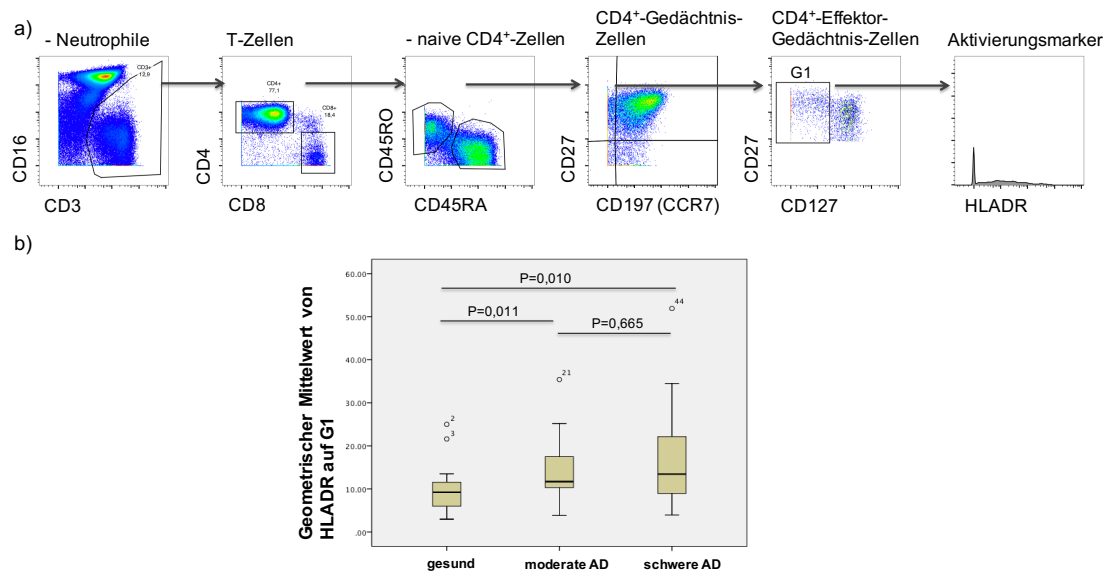 a)
- Neutrophile
T-Zellen
- naive CD4⁺-Zellen
CD4⁺-Gedächtnis-
Zellen
CD4⁺-Effektor-
Gedächtnis-Zellen
Aktivierungsmarker
CD3+
12,9
CD4+
77,1
CD8+
18,4
G1
CD16
CD3
CD4
CD8
CD45RO
CD45RA
CD27
CD197 (CCR7)
CD27
CD127
HLADR
b)
Geometrischer Mittelwert von
HLADR auf G1
60.00
50.00
40.00
30.00
20.00
10.00
.00
P=0,010
P=0,011
P=0,665
44
21
2
3
gesund
moderate AD
schwere AD